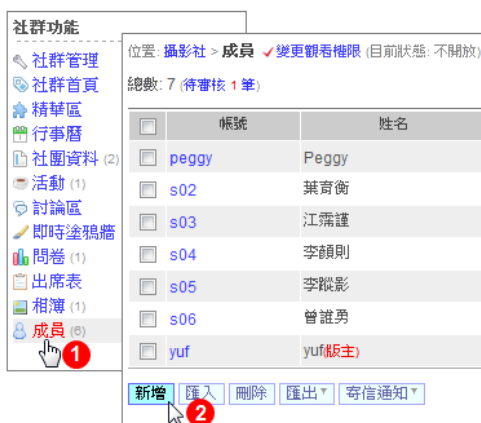 社群功能
社群管理
社群首頁
精華區
行事曆
社團資料 (2)
活動 (1)
討論區
即時塗鴉牆
問卷 (1)
出席表
相簿 (1)
成員 (6)
1
位置: 攝影社 > 成員 變更觀看權限 (目前狀態: 不開放)
總數: 7 (待審核 1 筆)
帳號 姓名
peggy Peggy
s02 葉育衡
s03 江霈謹
s04 李顏則
s05 李蹤影
s06 曾誰勇
yuf yuf(版主)
新增 匯入 刪除 匯出 寄信通知
2